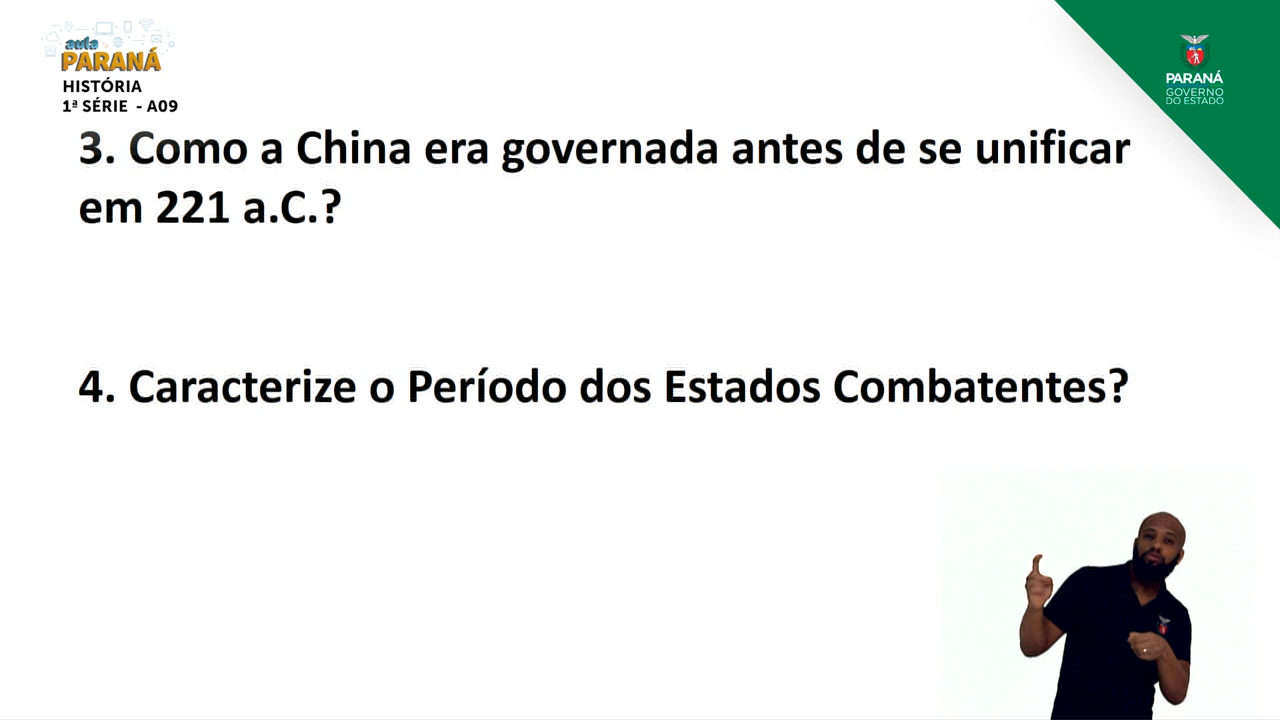 aula
PARANÁ
HISTÓRIA
1ª SÉRIE - A09
PARANÁ
GOVERNO
DO ESTADO
3. Como a China era governada antes de se unificar
em 221 a.C.?
4. Caracterize o Período dos Estados Combatentes?